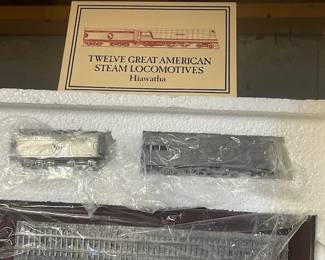 TWELVE GREAT AMERICAN
STEAM LOCOMOTIVES
Hiawatha